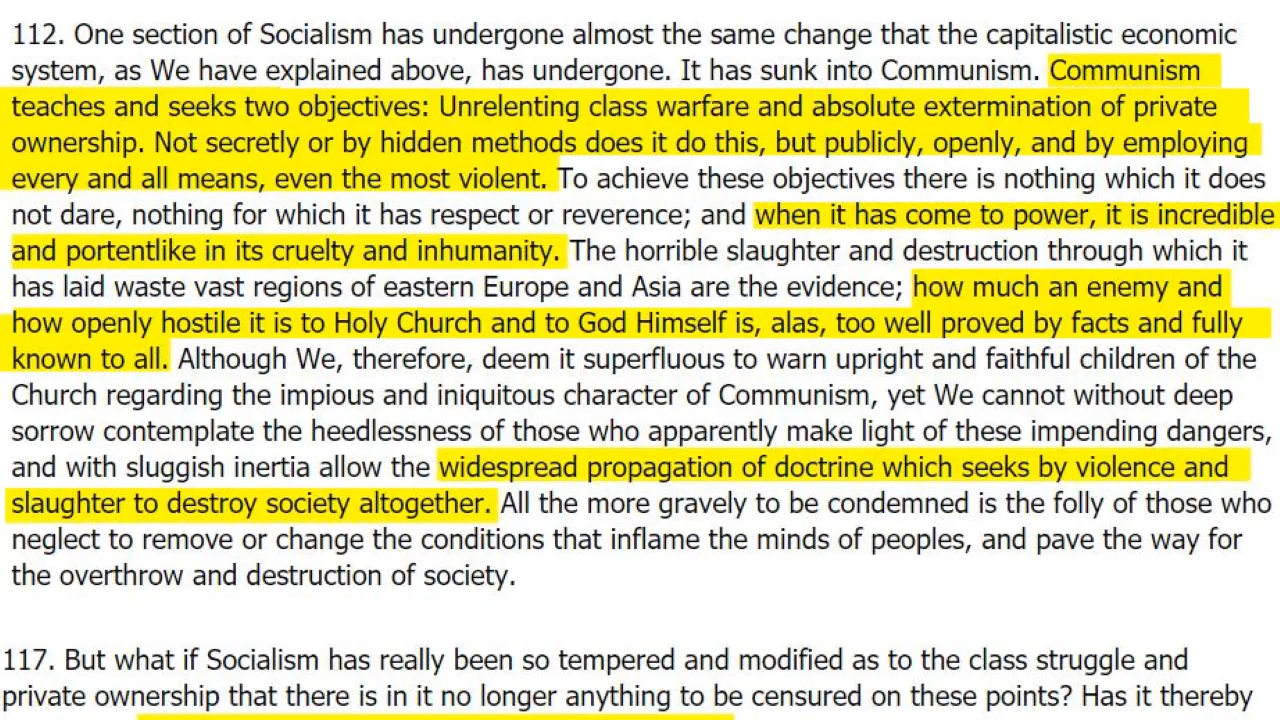 112. One section of Socialism has undergone almost the same change that the capitalistic economic
system, as We have explained above, has undergone. It has sunk into Communism. Communism
teaches and seeks two objectives: Unrelenting class warfare and absolute extermination of private
ownership. Not secretly or by hidden methods does it do this, but publicly, openly, and by employing
every and all means, even the most violent. To achieve these objectives there is nothing which it does
not dare, nothing for which it has respect or reverence; and when it has come to power, it is incredible
and portentlike in its cruelty and inhumanity. The horrible slaughter and destruction through which it
has laid waste vast regions of eastern Europe and Asia are the evidence; how much an enemy and
how openly hostile it is to Holy Church and to God Himself is, alas, too well proved by facts and fully
known to all. Although We, therefore, deem it superfluous to warn upright and faithful children of the
Church regarding the impious and iniquitous character of Communism, yet We cannot without deep
sorrow contemplate the heedlessness of those who apparently make light of these impending dangers,
and with sluggish inertia allow the widespread propagation of doctrine which seeks by violence and
slaughter to destroy society altogether. All the more gravely to be condemned is the folly of those who
neglect to remove or change the conditions that inflame the minds of peoples, and pave the way for
the overthrow and destruction of society.
117. But what if Socialism has really been so tempered and modified as to the class struggle and
private ownership that there is in it no longer anything to be censured on these points? Has it thereby